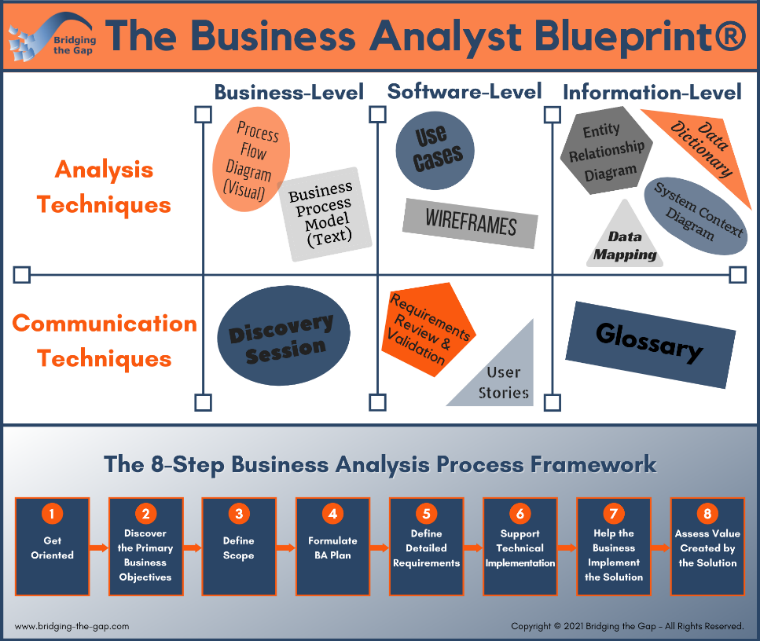 Bridging
the Gap
The Business Analyst Blueprint®
Business-Level
Software-Level
Information-Level
Analysis
Techniques
Process
Flow
Diagram
(Visual)
Business
Process
Model
(Text)
Use
Cases
WIREFRAMES
Entity
Relationship
Diagram
Data
Dictionary
System Context
Diagram
Data
Mapping
Communication
Techniques
Discovery
Session
Requirements
Review &
Validation
User
Stories
Glossary
The 8-Step Business Analysis Process Framework
1
Get
Oriented
2
Discover
the Primary
Business
Objectives
3
Define
Scope
4
Formulate
BA Plan
5
Define
Detailed
Requirements
6
Support
Technical
Implementation
7
Help the
Business
Implement
the Solution
8
Assess Value
Created by
the Solution
www.bridging-the-gap.com
Copyright © 2021 Bridging the Gap - All Rights Reserved.